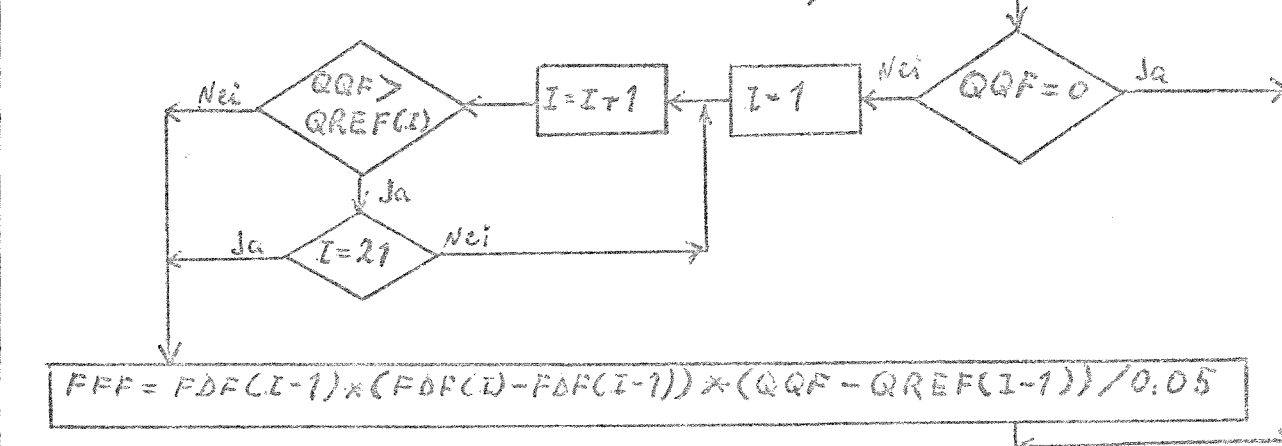 QQF = 0
Ja
Nei
I = 1
I = I + 1
QQF >
QREF(I)
Nei
Ja
I = 21
Ja
Nei
FFF = FDF(I-1)×(FDF(I)-FDF(I-1))×(QQF-QREF(I-1))/0.05